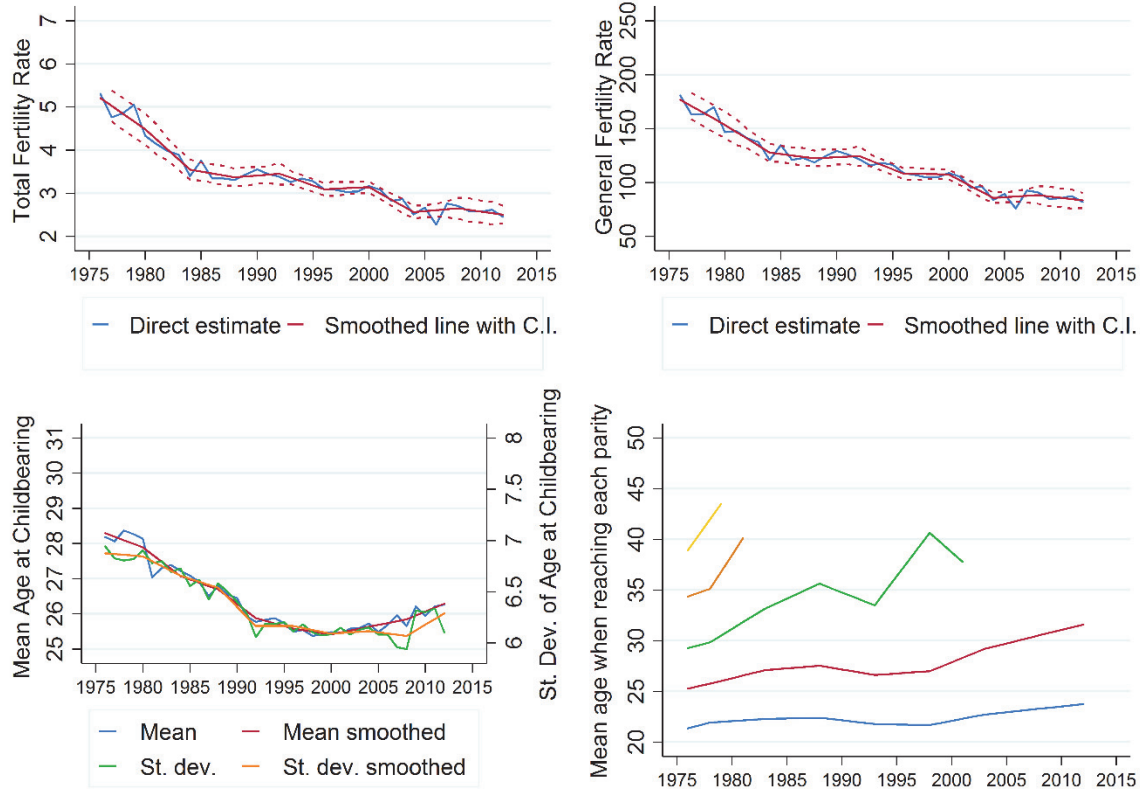 Total Fertility Rate
7
6
5
4
3
2
1975 1980 1985 1990 1995 2000 2005 2010 2015
Direct estimate Smoothed line with C.I.
General Fertility Rate
250
200
150
100
50
1975 1980 1985 1990 1995 2000 2005 2010 2015
Direct estimate Smoothed line with C.I.
Mean Age at Childbearing
31
30
29
28
27
26
25
St. Dev. of Age at Childbearing
8
7.5
7
6.5
6
1975 1980 1985 1990 1995 2000 2005 2010 2015
Mean Mean smoothed
St. dev. St. dev. smoothed
Mean age when reaching each parity
50
45
40
35
30
25
20
1975 1980 1985 1990 1995 2000 2005 2010 2015